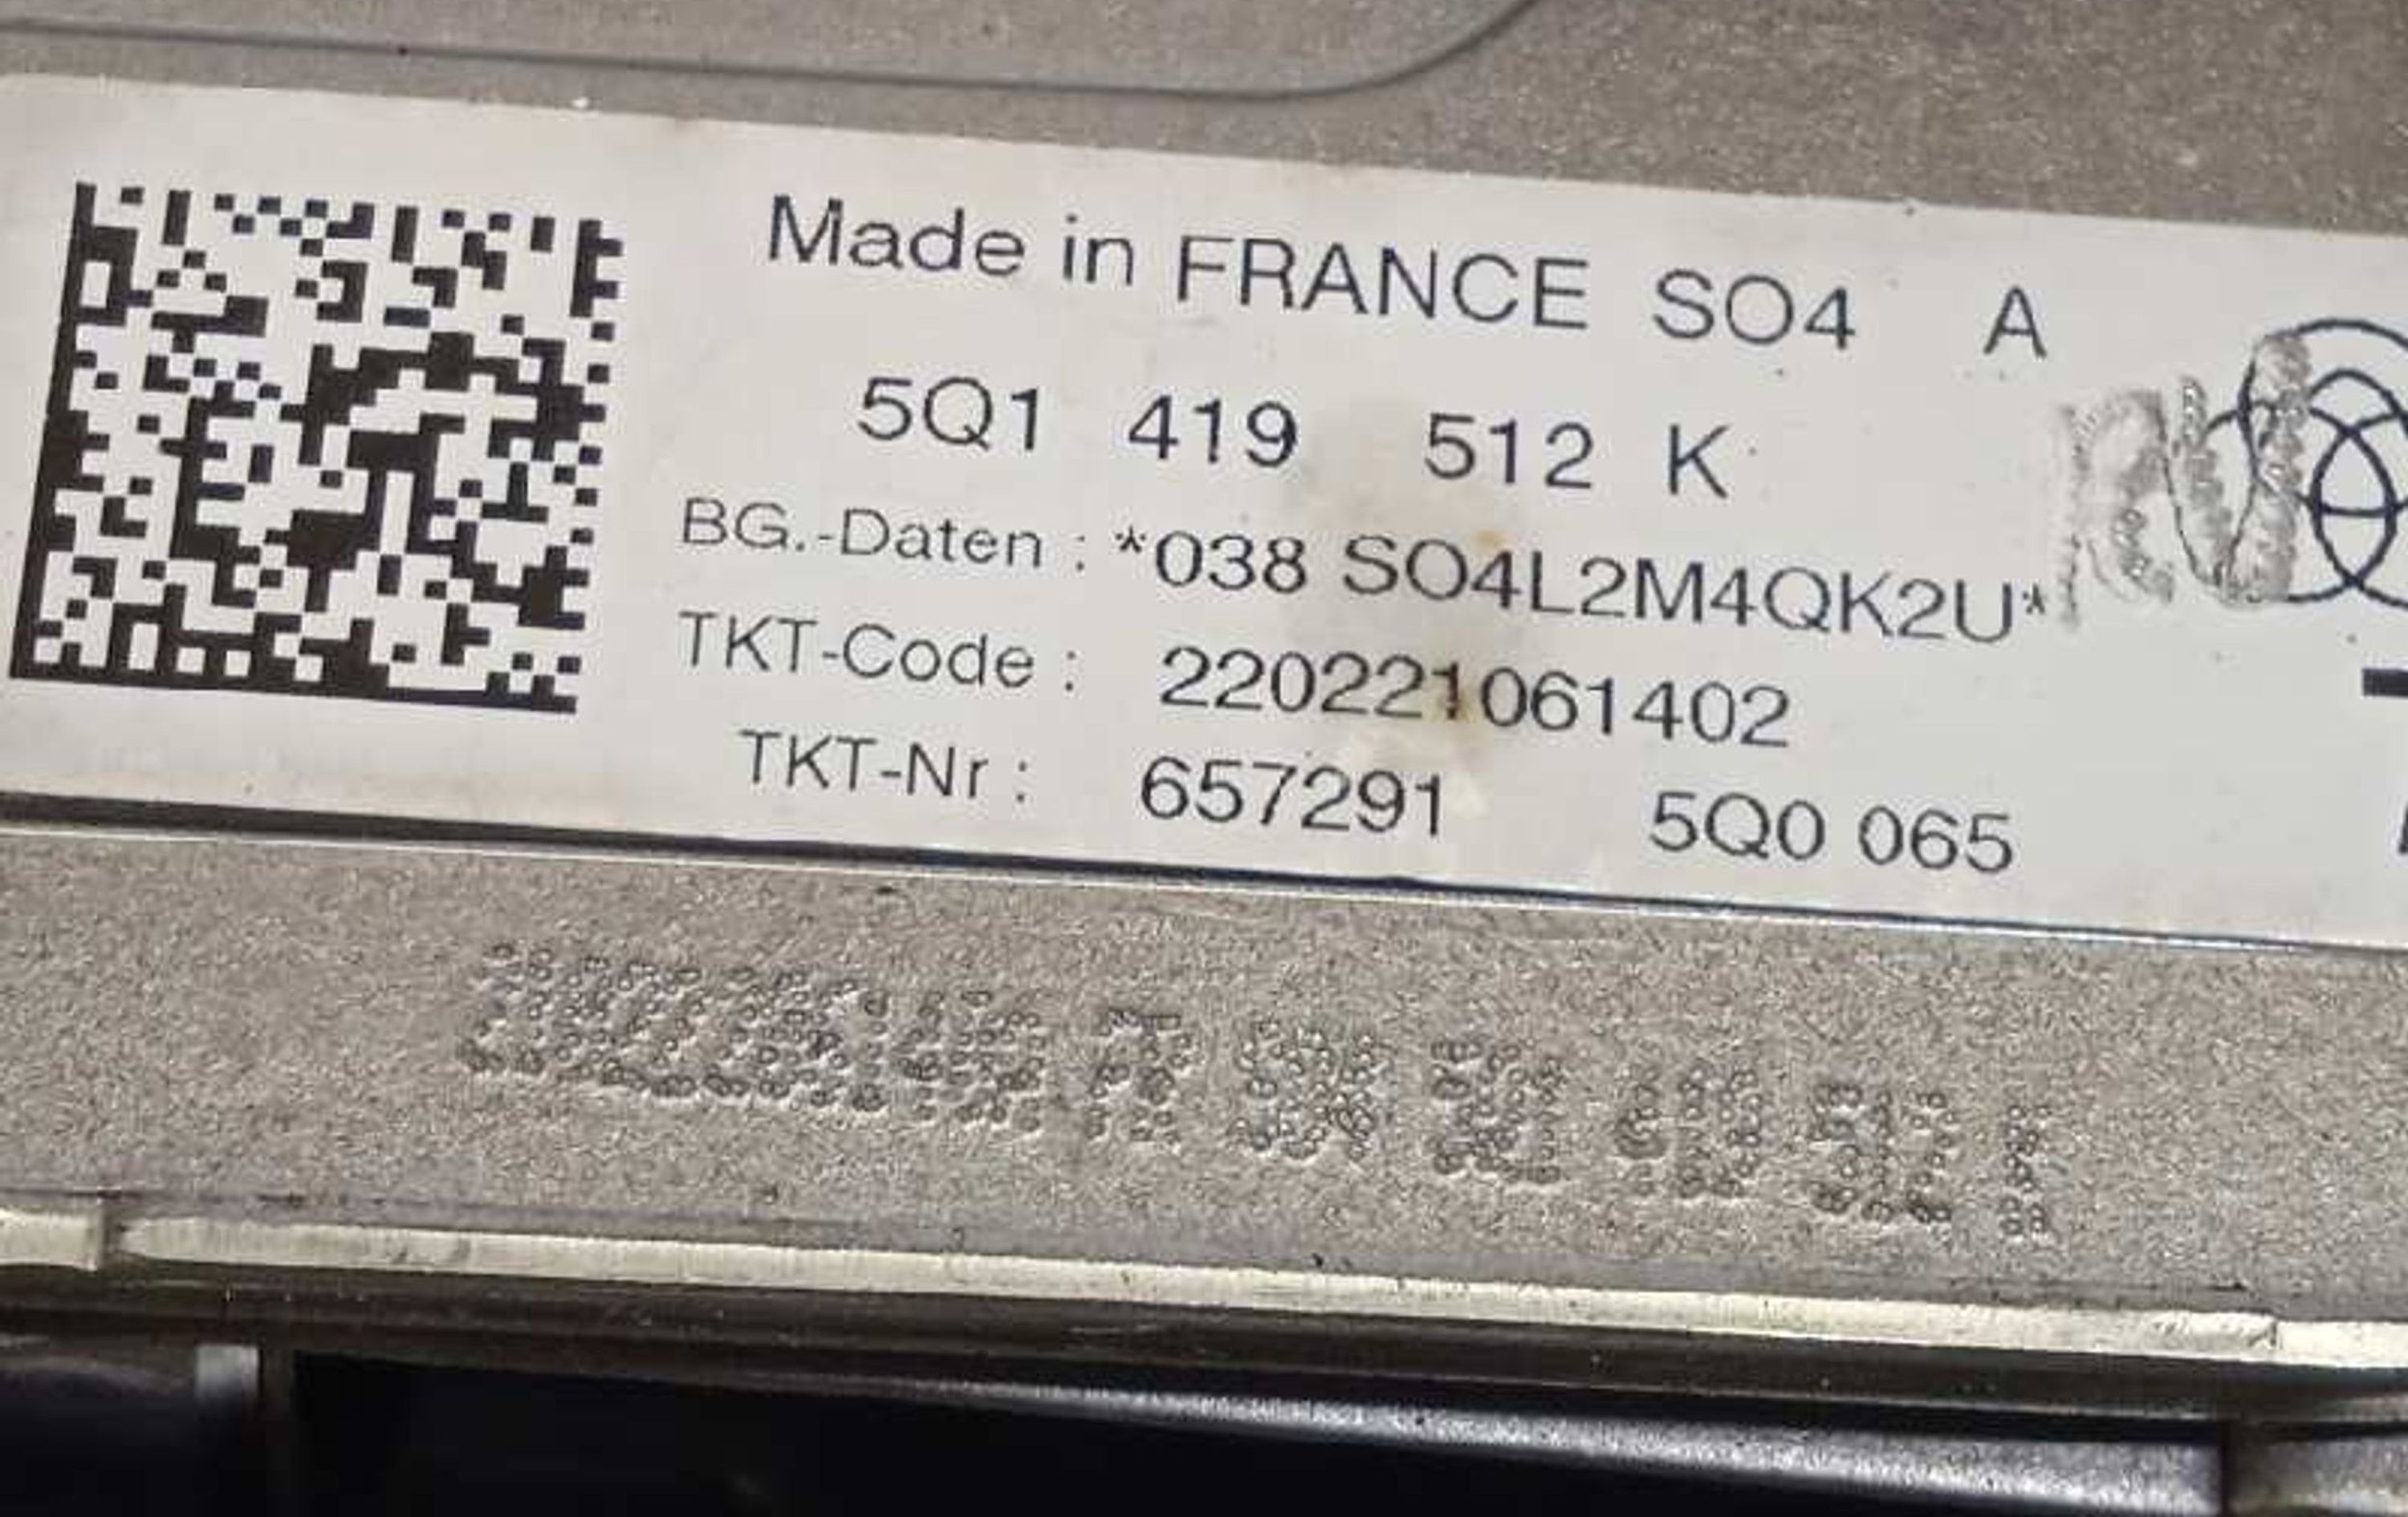 Made in FRANCE SO4 A
5Q1 419 512 K
BG.-Daten : *038 SO4L2M4QK2U*
TKT-Code : 220221061402
TKT-Nr : 657291 5Q0 065